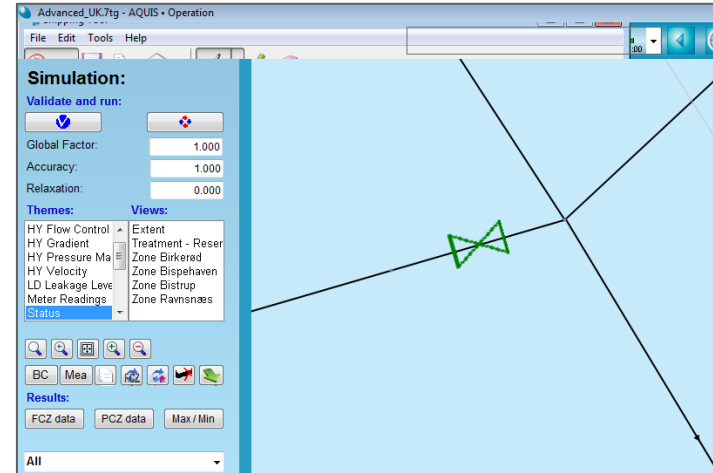 Advanced_UK.7tg - AQUIS • Operation
File Edit Tools Help
:00
Simulation:
Validate and run:
Global Factor: 1.000
Accuracy: 1.000
Relaxation: 0.000
Themes: Views:
HY Flow Control Extent
HY Gradient Treatment - Reser
HY Pressure Ma Zone Birkerød
HY Velocity Zone Bispehaven
LD Leakage Leve Zone Bistrup
Meter Readings Zone Ravnsnæs
Status
BC Mea
Results:
FCZ data PCZ data Max / Min
All